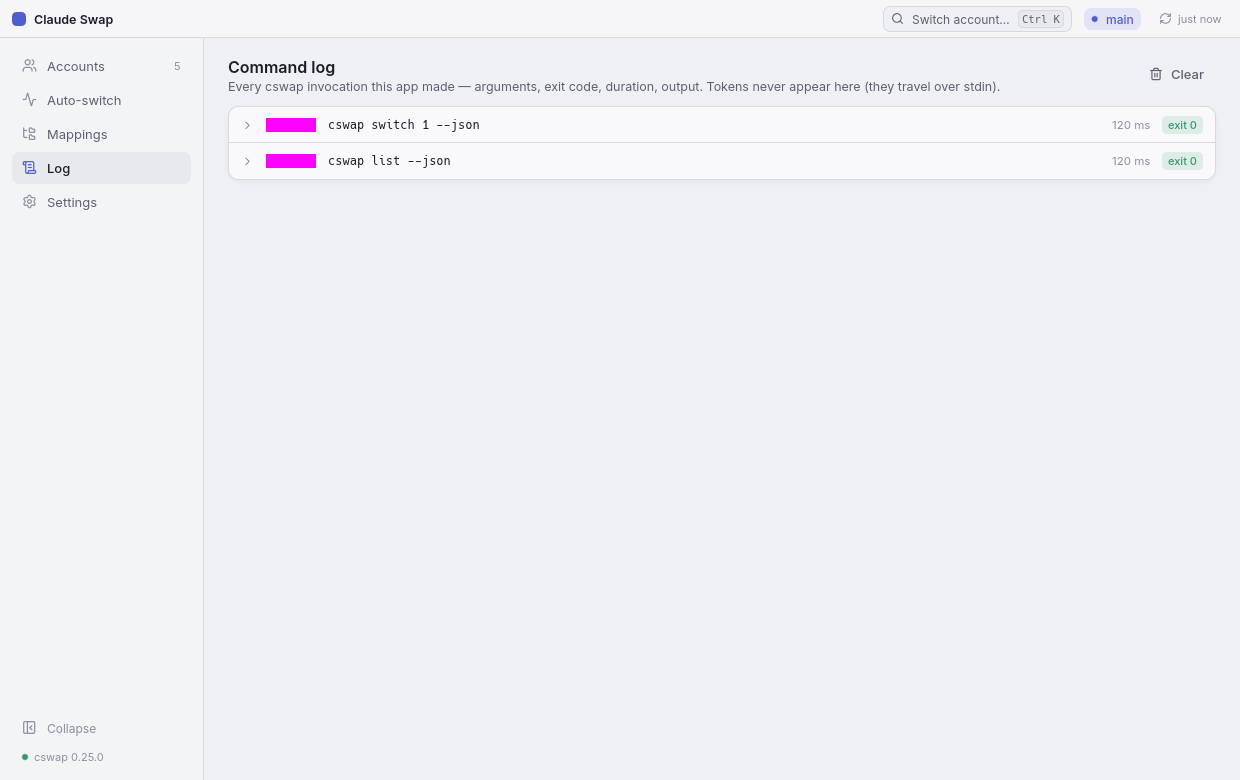 Claude Swap
Switch account... Ctrl K
main
just now
Accounts 5
Auto-switch
Mappings
Log
Settings
Command log
Every cswap invocation this app made — arguments, exit code, duration, output. Tokens never appear here (they travel over stdin).
Clear
cswap switch 1 --json 120 ms exit 0
cswap list --json 120 ms exit 0
Collapse
cswap 0.25.0